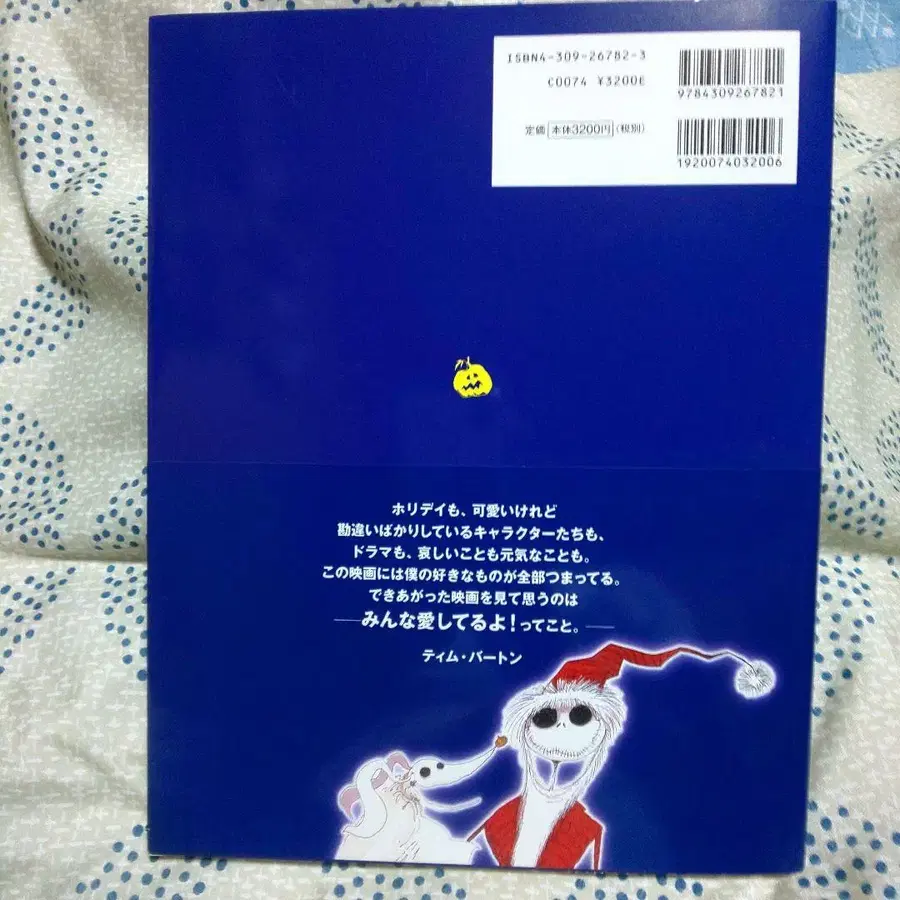 ISBN4-309-26782-3
C0074 ¥3200E
定価 本体3200円 (税別)
9784309267821
1920074032006
ホリデイも、可愛いけれど
勘違いばかりしているキャラクターたちも、
ドラマも、哀しいことも元気なことも。
この映画には僕の好きなものが全部つまってる。
できあがった映画を見て思うのは
—みんな愛してるよ!ってこと。—
ティム・バートン